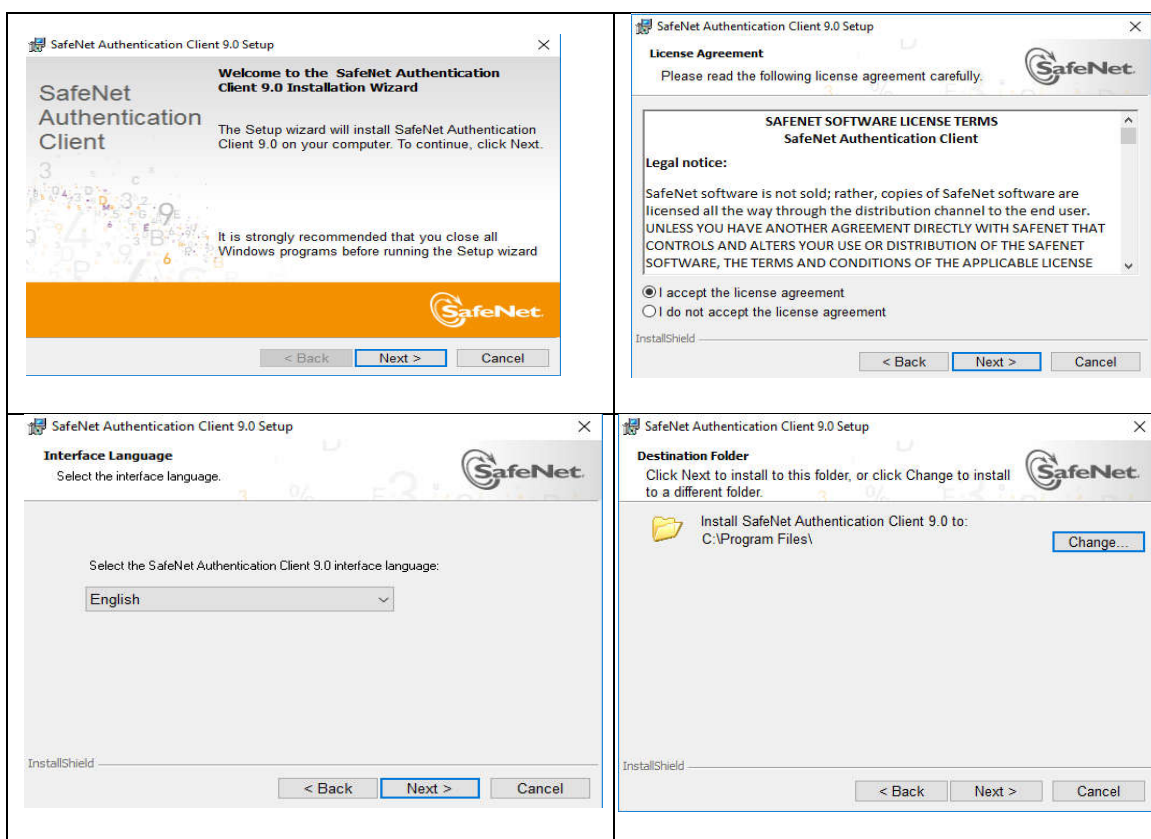 SafeNet Authentication Client 9.0 Setup
SafeNet
Authentication
Client
Welcome to the SafeNet Authentication
Client 9.0 Installation Wizard
The Setup wizard will install SafeNet Authentication
Client 9.0 on your computer. To continue, click Next.
It is strongly recommended that you close all
Windows programs before running the Setup wizard
SafeNet.
< Back Next > Cancel
SafeNet Authentication Client 9.0 Setup
License Agreement
Please read the following license agreement carefully.
SafeNet.
SAFENET SOFTWARE LICENSE TERMS
SafeNet Authentication Client
Legal notice:
SafeNet software is not sold; rather, copies of SafeNet software are
licensed all the way through the distribution channel to the end user.
UNLESS YOU HAVE ANOTHER AGREEMENT DIRECTLY WITH SAFENET THAT
CONTROLS AND ALTERS YOUR USE OR DISTRIBUTION OF THE SAFENET
SOFTWARE, THE TERMS AND CONDITIONS OF THE APPLICABLE LICENSE
I accept the license agreement
I do not accept the license agreement
InstallShield
< Back Next > Cancel
SafeNet Authentication Client 9.0 Setup
Interface Language
Select the interface language.
SafeNet.
Select the SafeNet Authentication Client 9.0 interface language:
English
InstallShield
< Back Next > Cancel
SafeNet Authentication Client 9.0 Setup
Destination Folder
Click Next to install to this folder, or click Change to install
to a different folder.
SafeNet.
Install SafeNet Authentication Client 9.0 to:
C:\Program Files\
Change...
InstallShield
< Back Next > Cancel